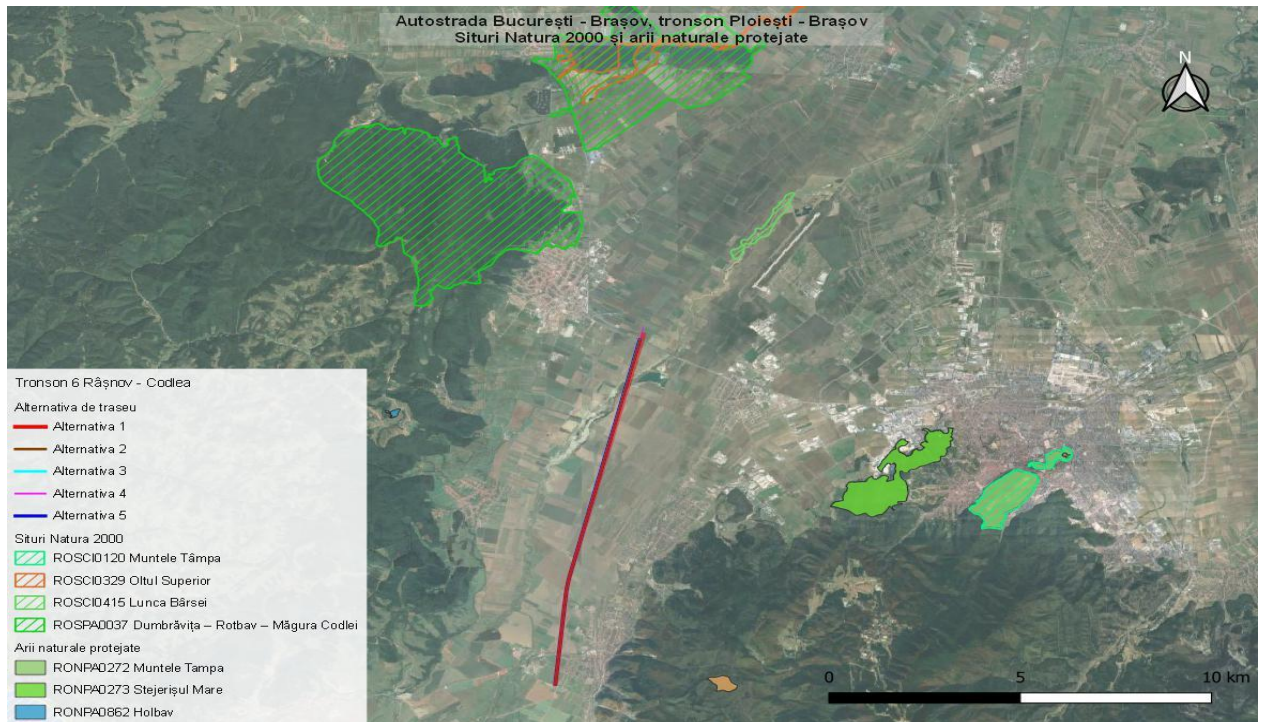 Autostrada București - Brașov, tronson Ploiești - Brașov
Situri Natura 2000 și arii naturale protejate
N
Tronson 6 Râșnov - Codlea
Alternativa de traseu
Alternativa 1
Alternativa 2
Alternativa 3
Alternativa 4
Alternativa 5
Situri Natura 2000
ROSCI0120 Muntele Tâmpa
ROSCI0329 Oltul Superior
ROSCI0415 Lunca Bârsei
ROSPA0037 Dumbrăvița – Rotbav – Măgura Codlei
Arii naturale protejate
RONPA0272 Muntele Tampa
RONPA0273 Stejerișul Mare
RONPA0862 Holbav
0 5 10 km